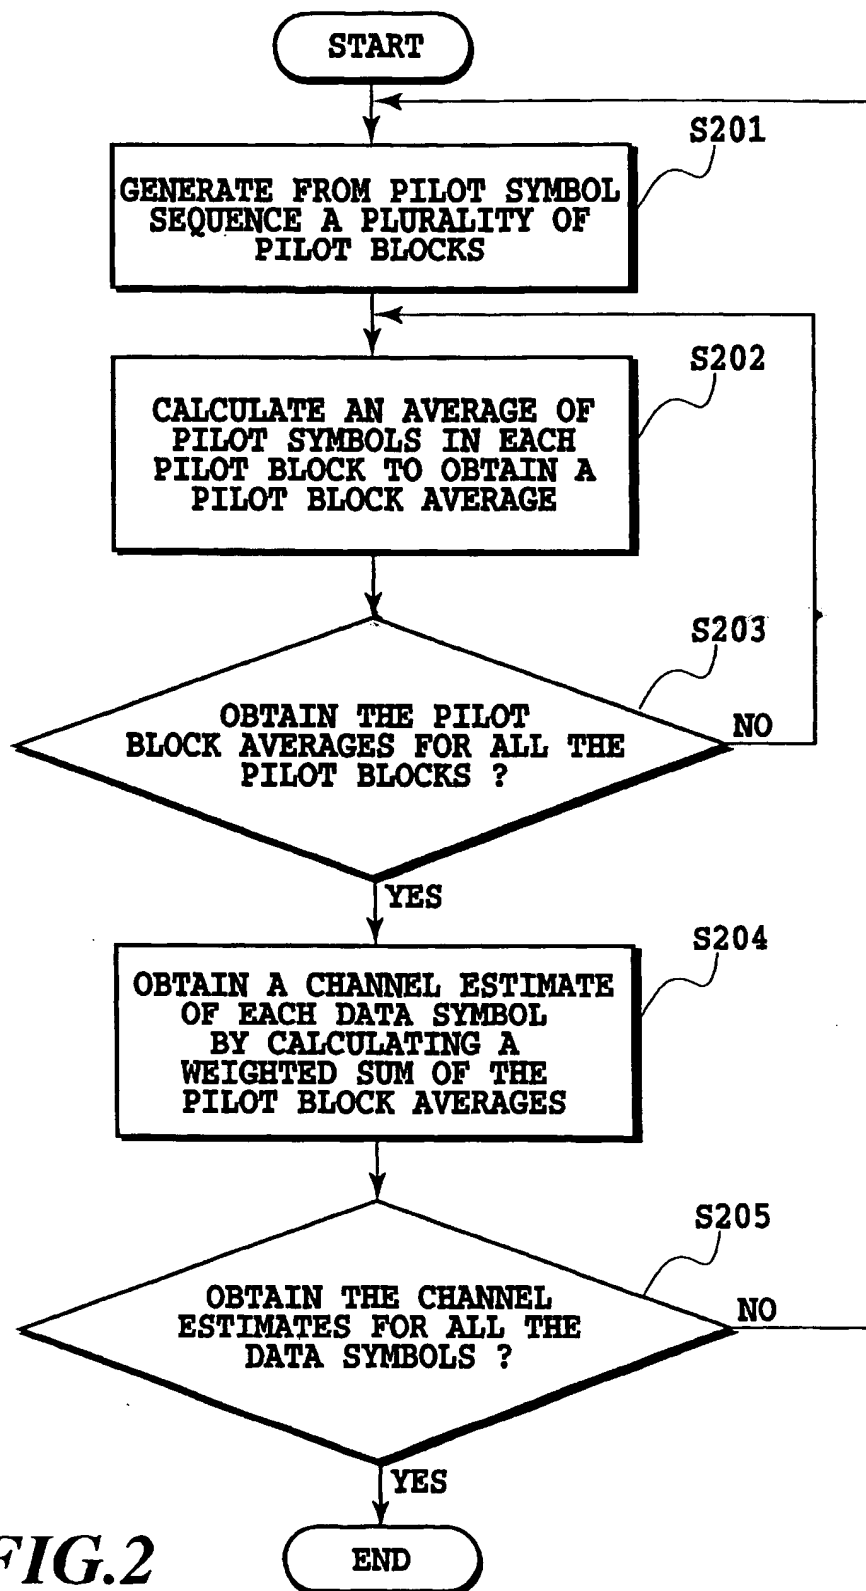 START
S201
GENERATE FROM PILOT SYMBOL
SEQUENCE A PLURALITY OF
PILOT BLOCKS
S202
CALCULATE AN AVERAGE OF
PILOT SYMBOLS IN EACH
PILOT BLOCK TO OBTAIN A
PILOT BLOCK AVERAGE
S203
OBTAIN THE PILOT
BLOCK AVERAGES FOR ALL THE
PILOT BLOCKS ?
NO
YES
S204
OBTAIN A CHANNEL ESTIMATE
OF EACH DATA SYMBOL
BY CALCULATING A
WEIGHTED SUM OF THE
PILOT BLOCK AVERAGES
S205
OBTAIN THE CHANNEL
ESTIMATES FOR ALL THE
DATA SYMBOLS ?
NO
YES
END
FIG.2